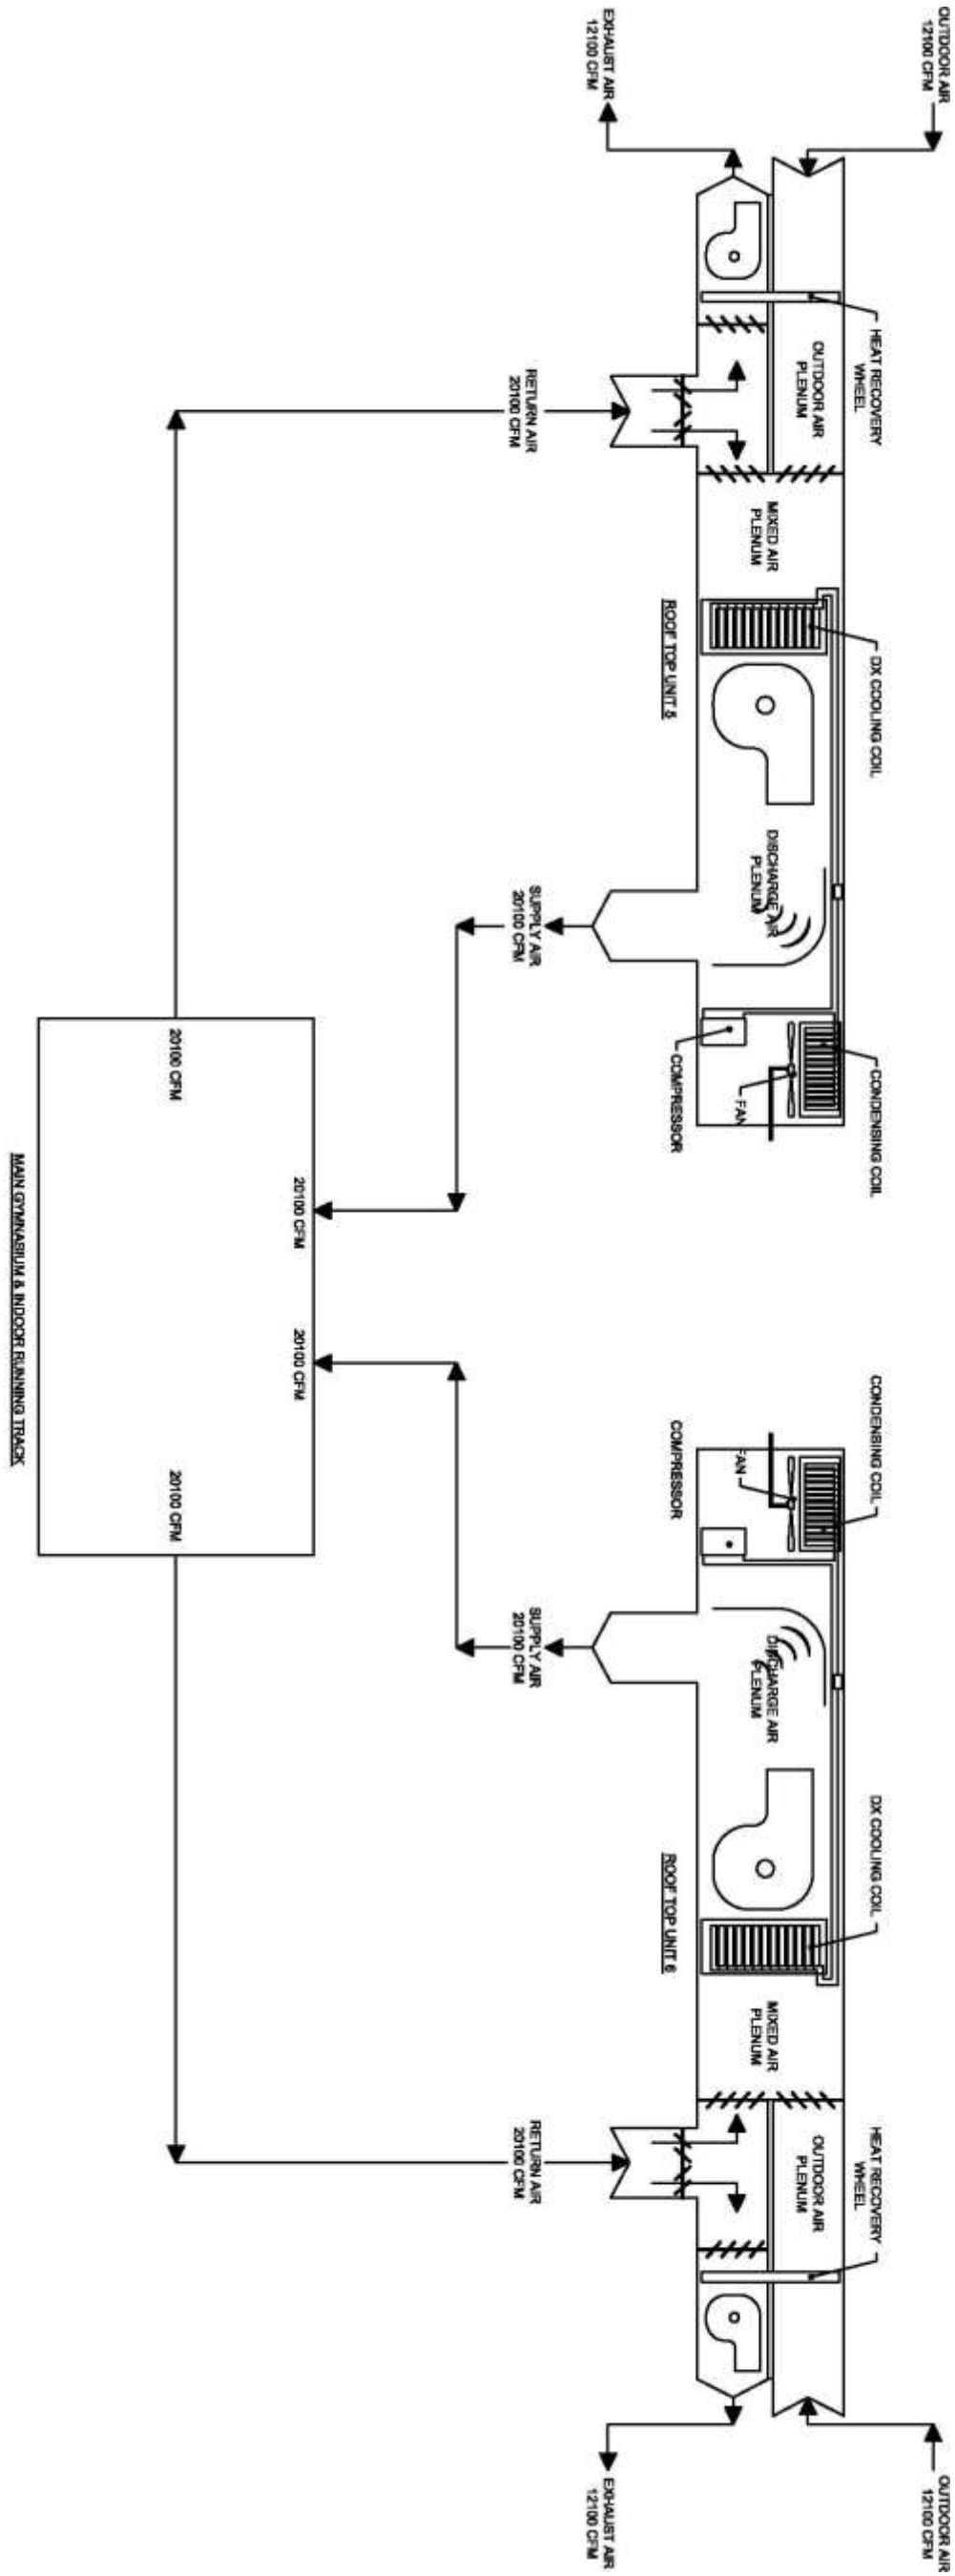 OUTDOOR AIR
12100 CFM
EXHAUST AIR
12100 CFM
HEAT RECOVERY
WHEEL
OUTDOOR AIR
PLENUM
RETURN AIR
20100 CFM
MIXED AIR
PLENUM
DX COOLING COIL
ROOF TOP UNIT 5
DISCHARGE AIR
PLENUM
SUPPLY AIR
20100 CFM
CONDENSING COIL
FAN
COMPRESSOR
CONDENSING COIL
FAN
COMPRESSOR
DISCHARGE AIR
PLENUM
SUPPLY AIR
20100 CFM
DX COOLING COIL
ROOF TOP UNIT 6
MIXED AIR
PLENUM
HEAT RECOVERY
WHEEL
OUTDOOR AIR
PLENUM
RETURN AIR
20100 CFM
OUTDOOR AIR
12100 CFM
EXHAUST AIR
12100 CFM
20100 CFM
20100 CFM
20100 CFM
20100 CFM
MAIN GYMNASIUM & INDOOR RUNNING TRACK